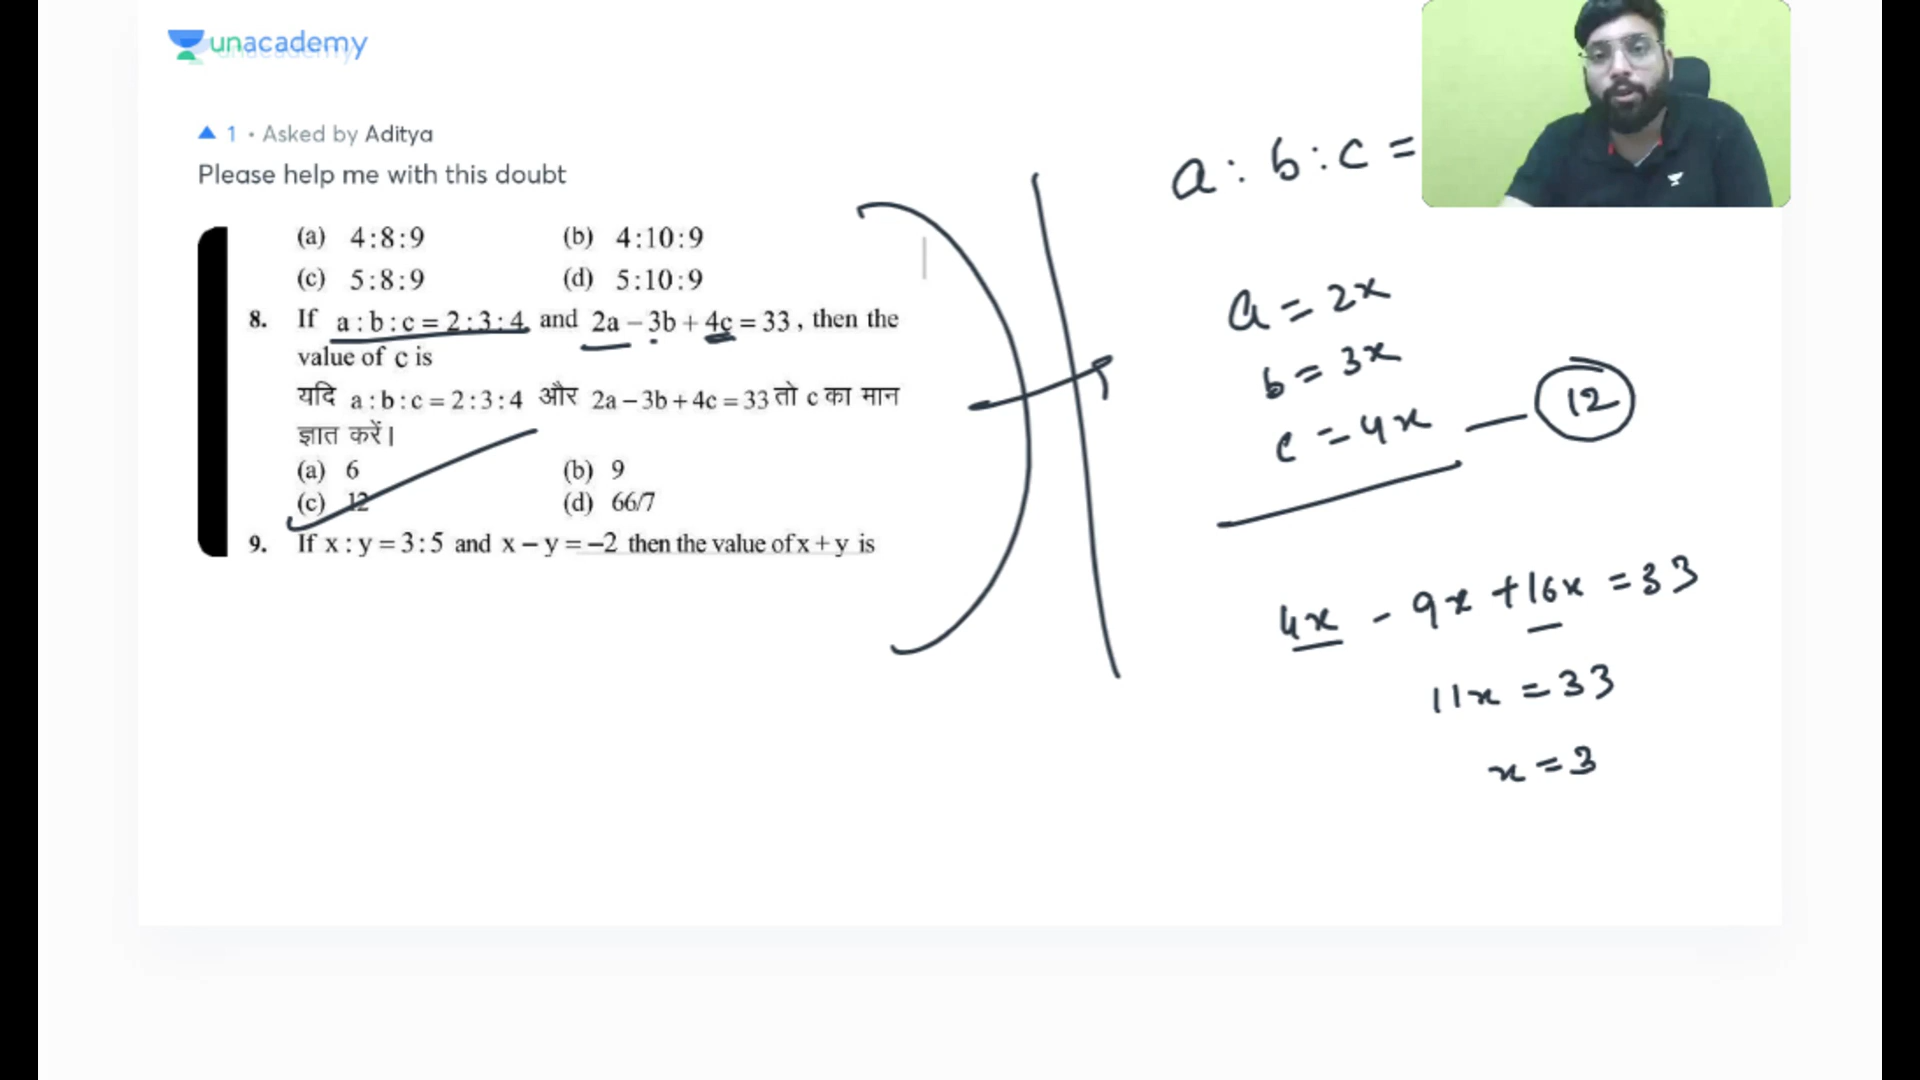 unacademy
1 • Asked by Aditya
Please help me with this doubt
(a) 4:8:9 (b) 4:10:9
(c) 5:8:9 (d) 5:10:9
8. If a:b:c=2:3:4 and 2a−3b+4c=33, then the
value of c is
यदि a:b:c=2:3:4 और 2a−3b+4c=33 तो c का मान
ज्ञात करें।
(a) 6 (b) 9
(c) 12 (d) 66/7
9. If x:y=3:5 and x−y=−2 then the value of x+y is
a:b:c=
a=2x
b=3x
c=4x — 12
4x - 9x +16x =33
11x =33
x=3